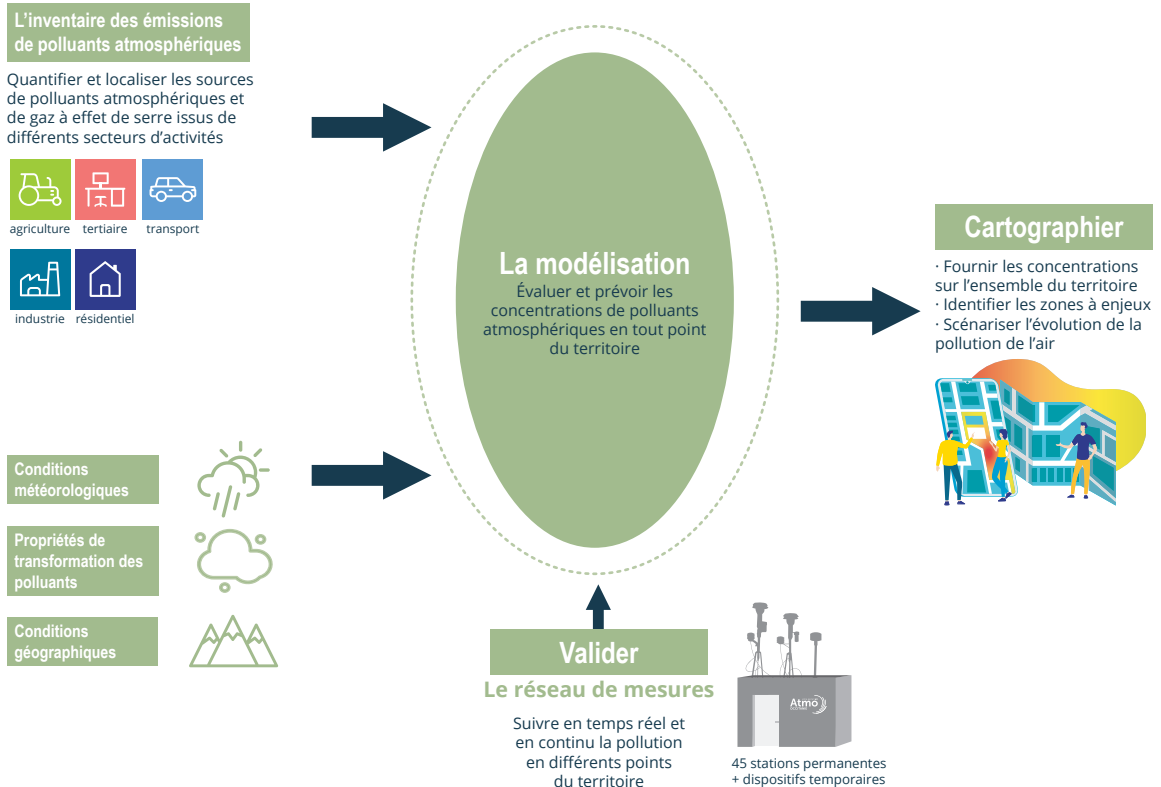 L’inventaire des émissions
de polluants atmosphériques
Quantifier et localiser les sources
de polluants atmosphériques et
de gaz à effet de serre issus de
différents secteurs d’activités
agriculture
tertiaire
transport
industrie
résidentiel
Conditions
météorologiques
Propriétés de
transformation des
polluants
Conditions
géographiques
La modélisation
Évaluer et prévoir les
concentrations de polluants
atmosphériques en tout point
du territoire
Valider
Le réseau de mesures
Suivre en temps réel et
en continu la pollution
en différents points
du territoire
Atmo
45 stations permanentes
+ dispositifs temporaires
Cartographier
· Fournir les concentrations
sur l’ensemble du territoire
· Identifier les zones à enjeux
· Scénariser l’évolution de la
pollution de l’air